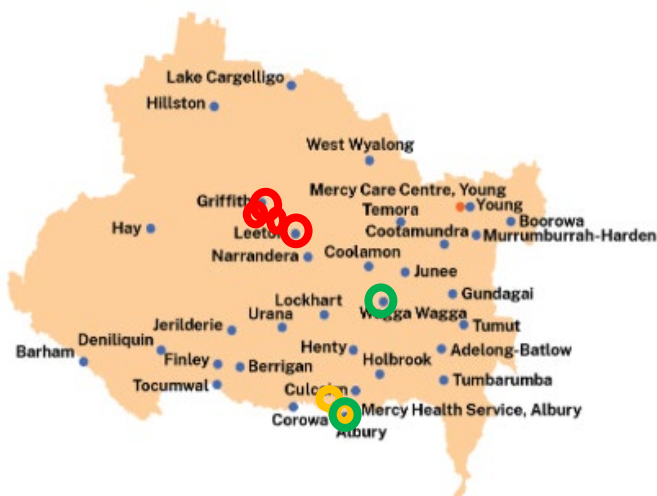 Lake Cargelligo
Hillston
West Wyalong
Mercy Care Centre, Young
Griffith
Temora
Young
Boorowa
Hay
Leeton
Cootamundra
Murrumburrah-Harden
Narrandera
Coolamon
Junee
Lockhart
Gundagai
Urana
Wagga Wagga
Jerilderie
Tumut
Deniliquin
Barham
Finley
Henty
Adelong-Batlow
Berrigan
Holbrook
Tocumwal
Culcairn
Tumbarumba
Corowa
Mercy Health Service, Albury
Albury